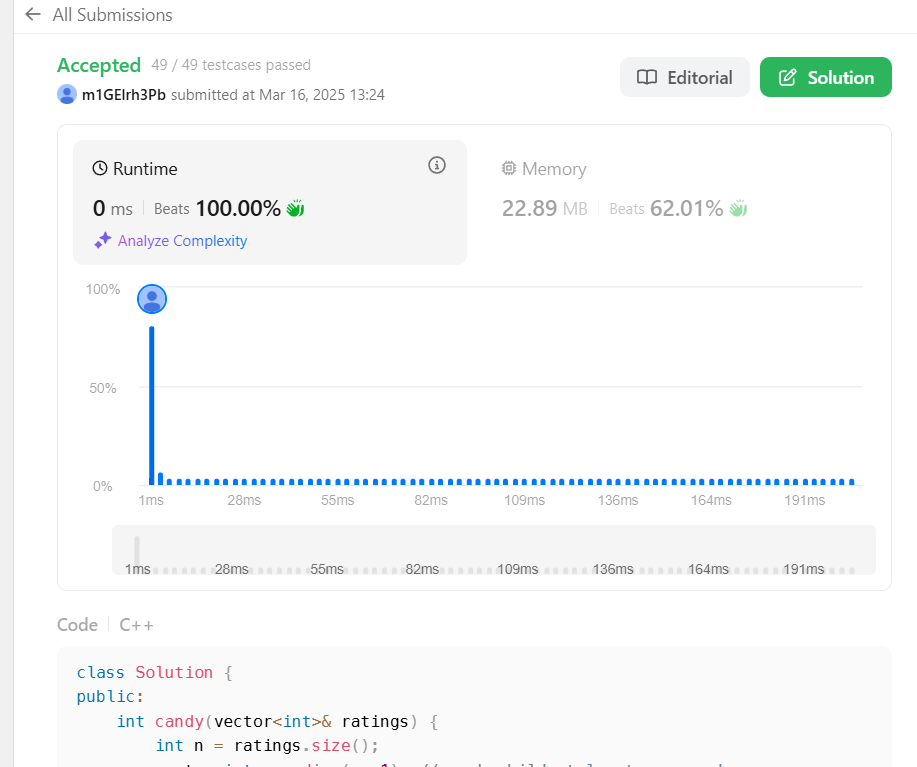 All Submissions
Accepted 49 / 49 testcases passed
m1GEIrh3Pb submitted at Mar 16, 2025 13:24
Editorial
Solution
Runtime
0 ms Beats 100.00%
Analyze Complexity
Memory
22.89 MB Beats 62.01%
100%
50%
0%
1ms 28ms 55ms 82ms 109ms 136ms 164ms 191ms
1ms 28ms 55ms 82ms 109ms 136ms 164ms 191ms
Code C++
class Solution {
public:
int candy(vector<int>& ratings) {
int n = ratings.size();